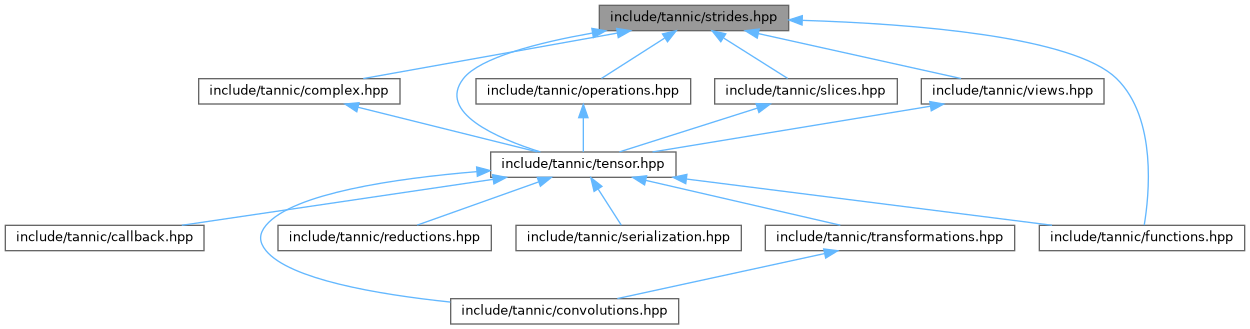 include/tannic/strides.hpp
include/tannic/complex.hpp
include/tannic/operations.hpp
include/tannic/slices.hpp
include/tannic/views.hpp
include/tannic/tensor.hpp
include/tannic/callback.hpp
include/tannic/reductions.hpp
include/tannic/serialization.hpp
include/tannic/transformations.hpp
include/tannic/functions.hpp
include/tannic/convolutions.hpp